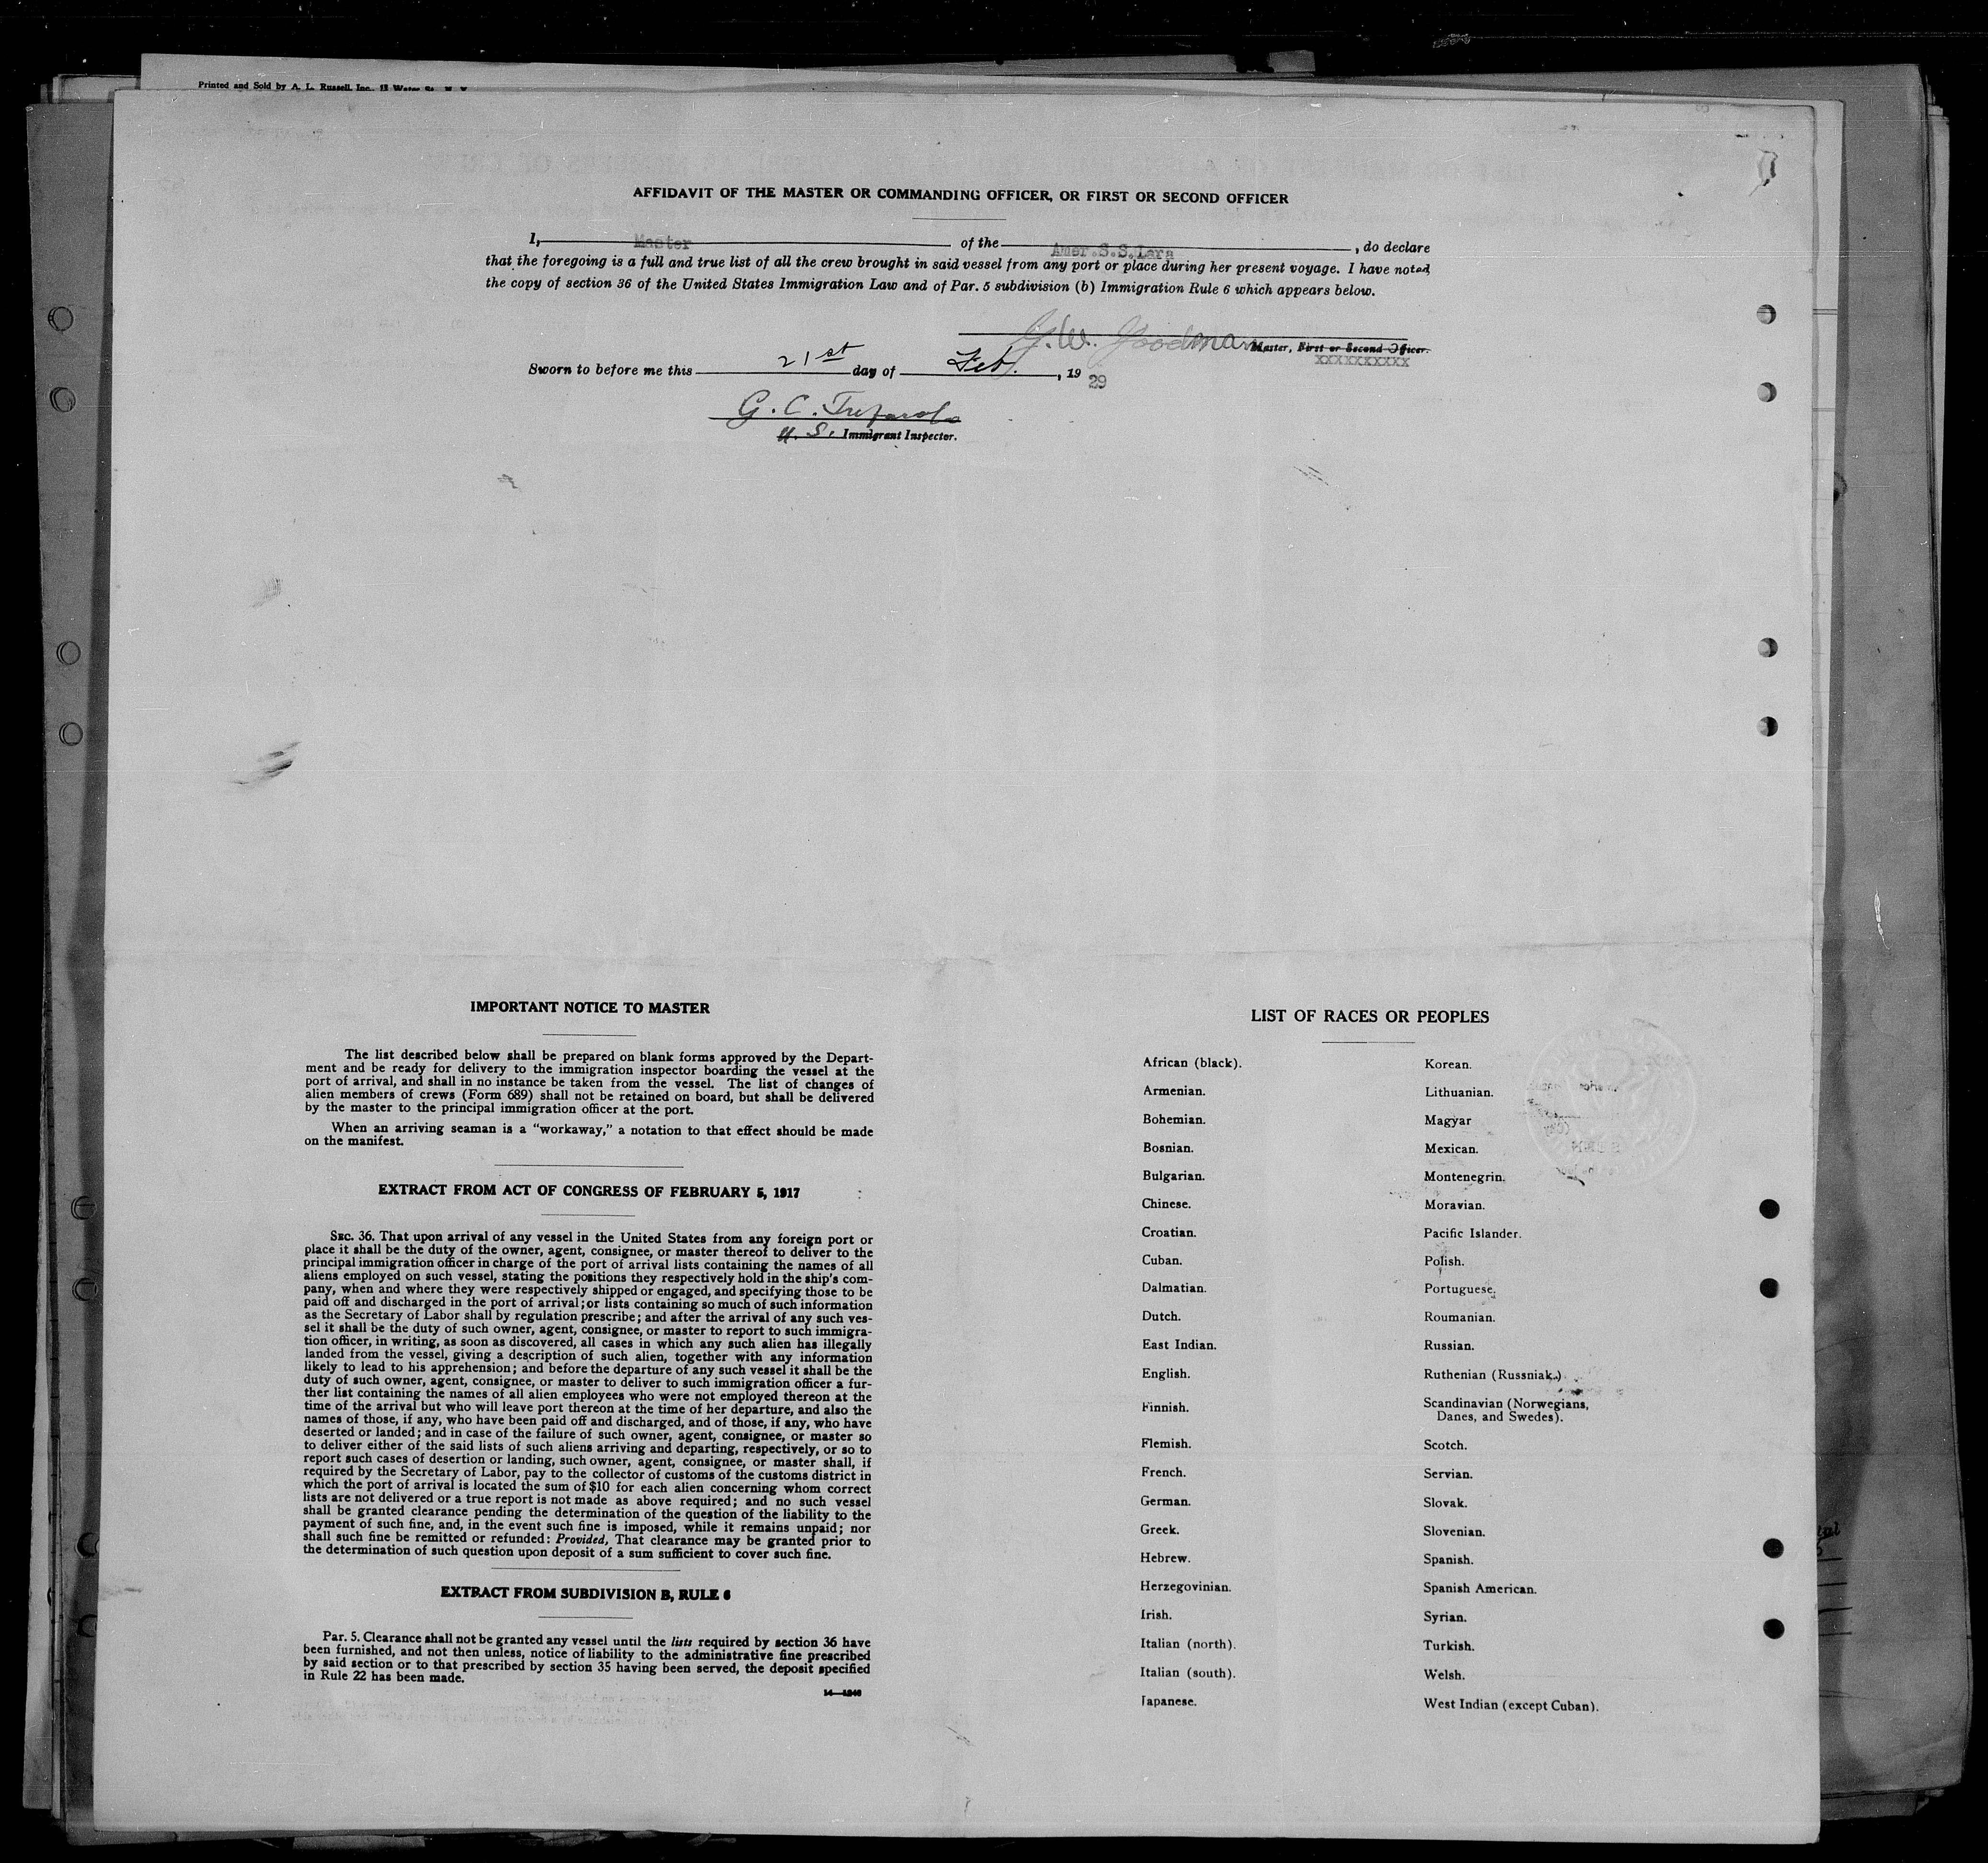 Printed and Sold by A. L. Russell, Inc.,
AFFIDAVIT OF THE MASTER OR COMMANDING OFFICER, OR FIRST OR SECOND OFFICER
I, Master of the Amer.S.S.Lara, do declare
that the foregoing is a full and true list of all the crew brought in said vessel from any port or place during her present voyage. I have noted
the copy of section 36 of the United States Immigration Law and of Par. 5 subdivision (b) Immigration Rule 6 which appears below.
W. Goodman
Master, First or Second Officer.
XXXXXXXXXX
Sworn to before me this 21st day of Feb., 1929
G. C.
U. S. Immigrant Inspector.
IMPORTANT NOTICE TO MASTER
The list described below shall be prepared on blank forms approved by the Depart-
ment and be ready for delivery to the immigration inspector boarding the vessel at the
port of arrival, and shall in no instance be taken from the vessel. The list of changes of
alien members of crews (Form 689) shall not be retained on board, but shall be delivered
by the master to the principal immigration officer at the port.
When an arriving seaman is a "workaway," a notation to that effect should be made
on the manifest.
EXTRACT FROM ACT OF CONGRESS OF FEBRUARY 5, 1917
SEC. 36. That upon arrival of any vessel in the United States from any foreign port or
place it shall be the duty of the owner, agent, consignee, or master thereof to deliver to the
principal immigration officer in charge of the port of arrival lists containing the names of all
aliens employed on such vessel, stating the positions they respectively hold in the ship's com-
pany, when and where they were respectively shipped or engaged, and specifying those to be
paid off and discharged in the port of arrival; or lists containing so much of such information
as the Secretary of Labor shall by regulation prescribe; and after the arrival of any such ves-
sel it shall be the duty of such owner, agent, consignee, or master to report to such immigra-
tion officer, in writing, as soon as discovered, all cases in which any such alien has illegally
landed from the vessel, giving a description of such alien, together with any information
likely to lead to his apprehension; and before the departure of any such vessel it shall be the
duty of such owner, agent, consignee, or master to deliver to such immigration officer a fur-
ther list containing the names of all alien employees who were not employed thereon at the
time of the arrival but who will leave port thereon at the time of her departure, and also the
names of those, if any, who have been paid off and discharged, and of those, if any, who have
deserted or landed; and in case of the failure of such owner, agent, consignee, or master so
to deliver either of the said lists of such aliens arriving and departing, respectively, or so to
report such cases of desertion or landing, such owner, agent, consignee, or master shall, if
required by the Secretary of Labor, pay to the collector of customs of the customs district in
which the port of arrival is located the sum of $10 for each alien concerning whom correct
lists are not delivered or a true report is not made as above required; and no such vessel
shall be granted clearance pending the determination of the question of the liability to the
payment of such fine, and, in the event such fine is imposed, while it remains unpaid; nor
shall such fine be remitted or refunded: Provided, That clearance may be granted prior to
the determination of such question upon deposit of a sum sufficient to cover such fine.
EXTRACT FROM SUBDIVISION B, RULE 6
Par. 5. Clearance shall not be granted any vessel until the lists required by section 36 have
been furnished, and not then unless, notice of liability to the administrative fine prescribed
by said section or to that prescribed by section 35 having been served, the deposit specified
in Rule 22 has been made.
LIST OF RACES OR PEOPLES
African (black).
Armenian.
Bohemian.
Bosnian.
Bulgarian.
Chinese.
Croatian.
Cuban.
Dalmatian.
Dutch.
East Indian.
English.
Finnish.
Flemish.
French.
German.
Greek.
Hebrew.
Herzegovinian.
Irish.
Italian (north).
Italian (south).
Japanese.
Korean.
Lithuanian.
Magyar
Mexican.
Montenegrin.
Moravian.
Pacific Islander.
Polish.
Portuguese.
Roumanian.
Russian.
Ruthenian (Russniak.)
Scandinavian (Norwegians,
Danes, and Swedes).
Scotch.
Servian.
Slovak.
Slovenian.
Spanish.
Spanish American.
Syrian.
Turkish.
Welsh.
West Indian (except Cuban).